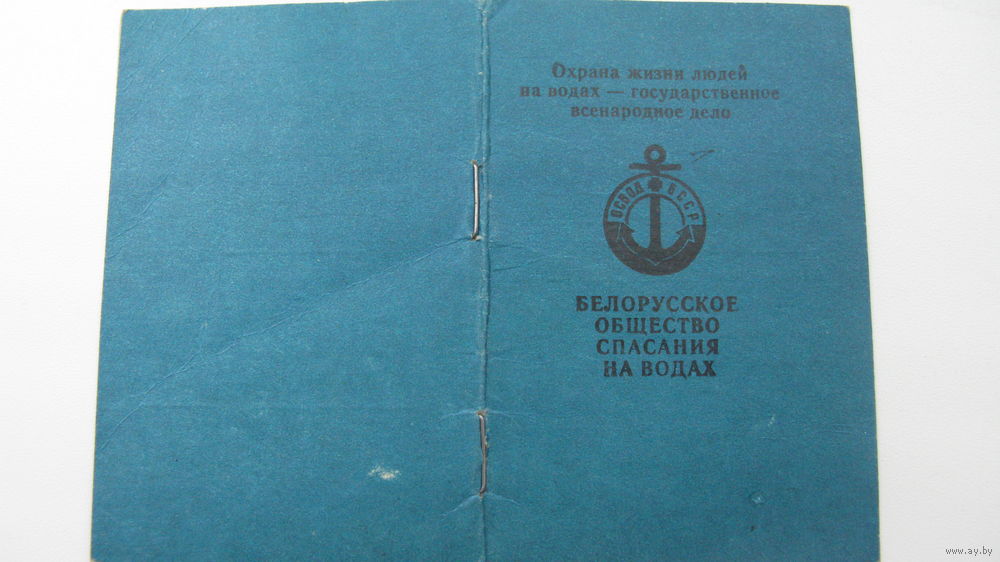 Охрана жизни людей
на водах — государственное
всенародное дело
ОСВОД БССР
БЕЛОРУССКОЕ
ОБЩЕСТВО
СПАСАНИЯ
НА ВОДАХ
www.ay.by